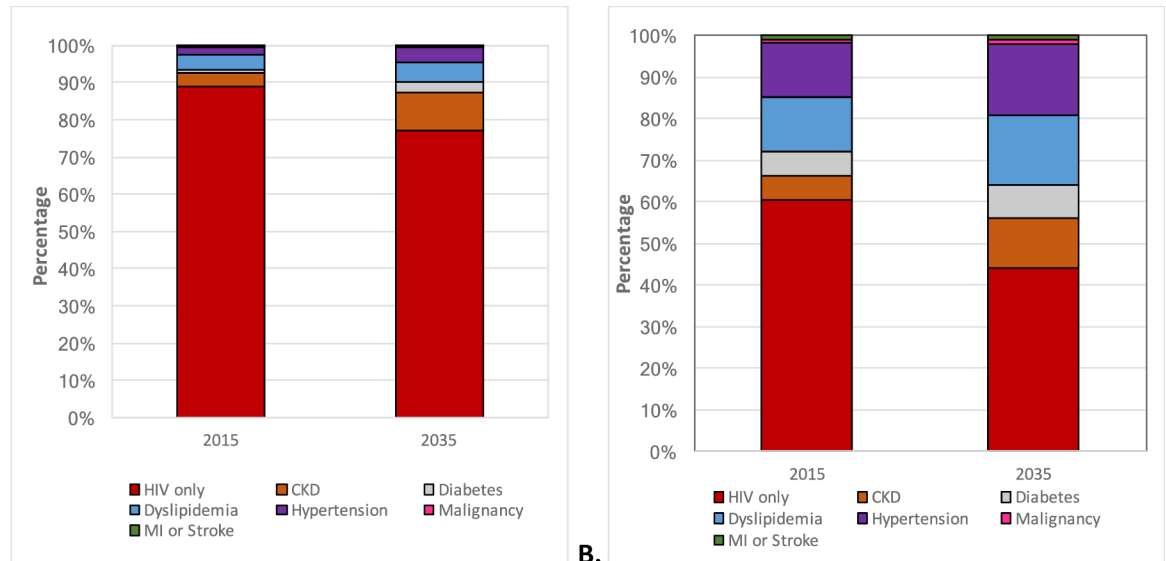 100%
90%
80%
70%
60%
50%
40%
30%
20%
10%
0%
Percentage
2015 2035
HIV only CKD Diabetes
Dyslipidemia Hypertension Malignancy
MI or Stroke
B.
100%
90%
80%
70%
60%
50%
40%
30%
20%
10%
0%
Percentage
2015 2035
HIV only CKD Diabetes
Dyslipidemia Hypertension Malignancy
MI or Stroke